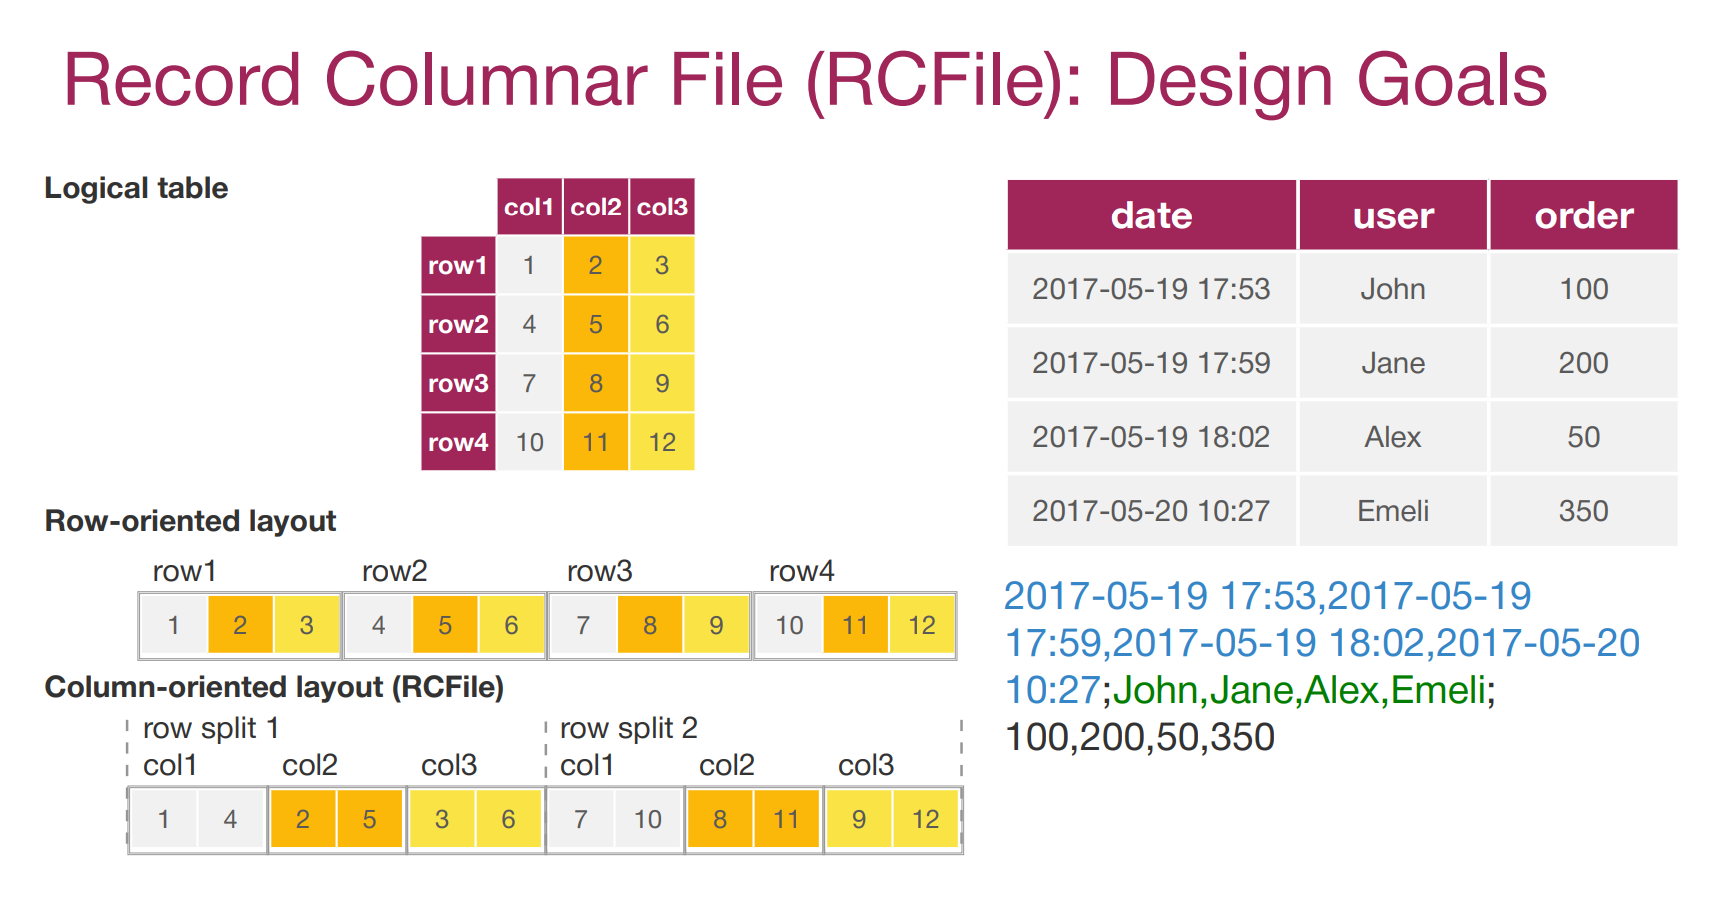 Record Columnar File (RCFile): Design Goals
Logical table
col1 col2 col3
row1 1 2 3
row2 4 5 6
row3 7 8 9
row4 10 11 12
Row-oriented layout
row1 row2 row3 row4
1 2 3 4 5 6 7 8 9 10 11 12
Column-oriented layout (RCFile)
row split 1 row split 2
col1 col2 col3 col1 col2 col3
1 4 2 5 3 6 7 10 8 11 9 12
date user order
2017-05-19 17:53 John 100
2017-05-19 17:59 Jane 200
2017-05-19 18:02 Alex 50
2017-05-20 10:27 Emeli 350
2017-05-19 17:53,2017-05-19
17:59,2017-05-19 18:02,2017-05-20
10:27;John,Jane,Alex,Emeli;
100,200,50,350